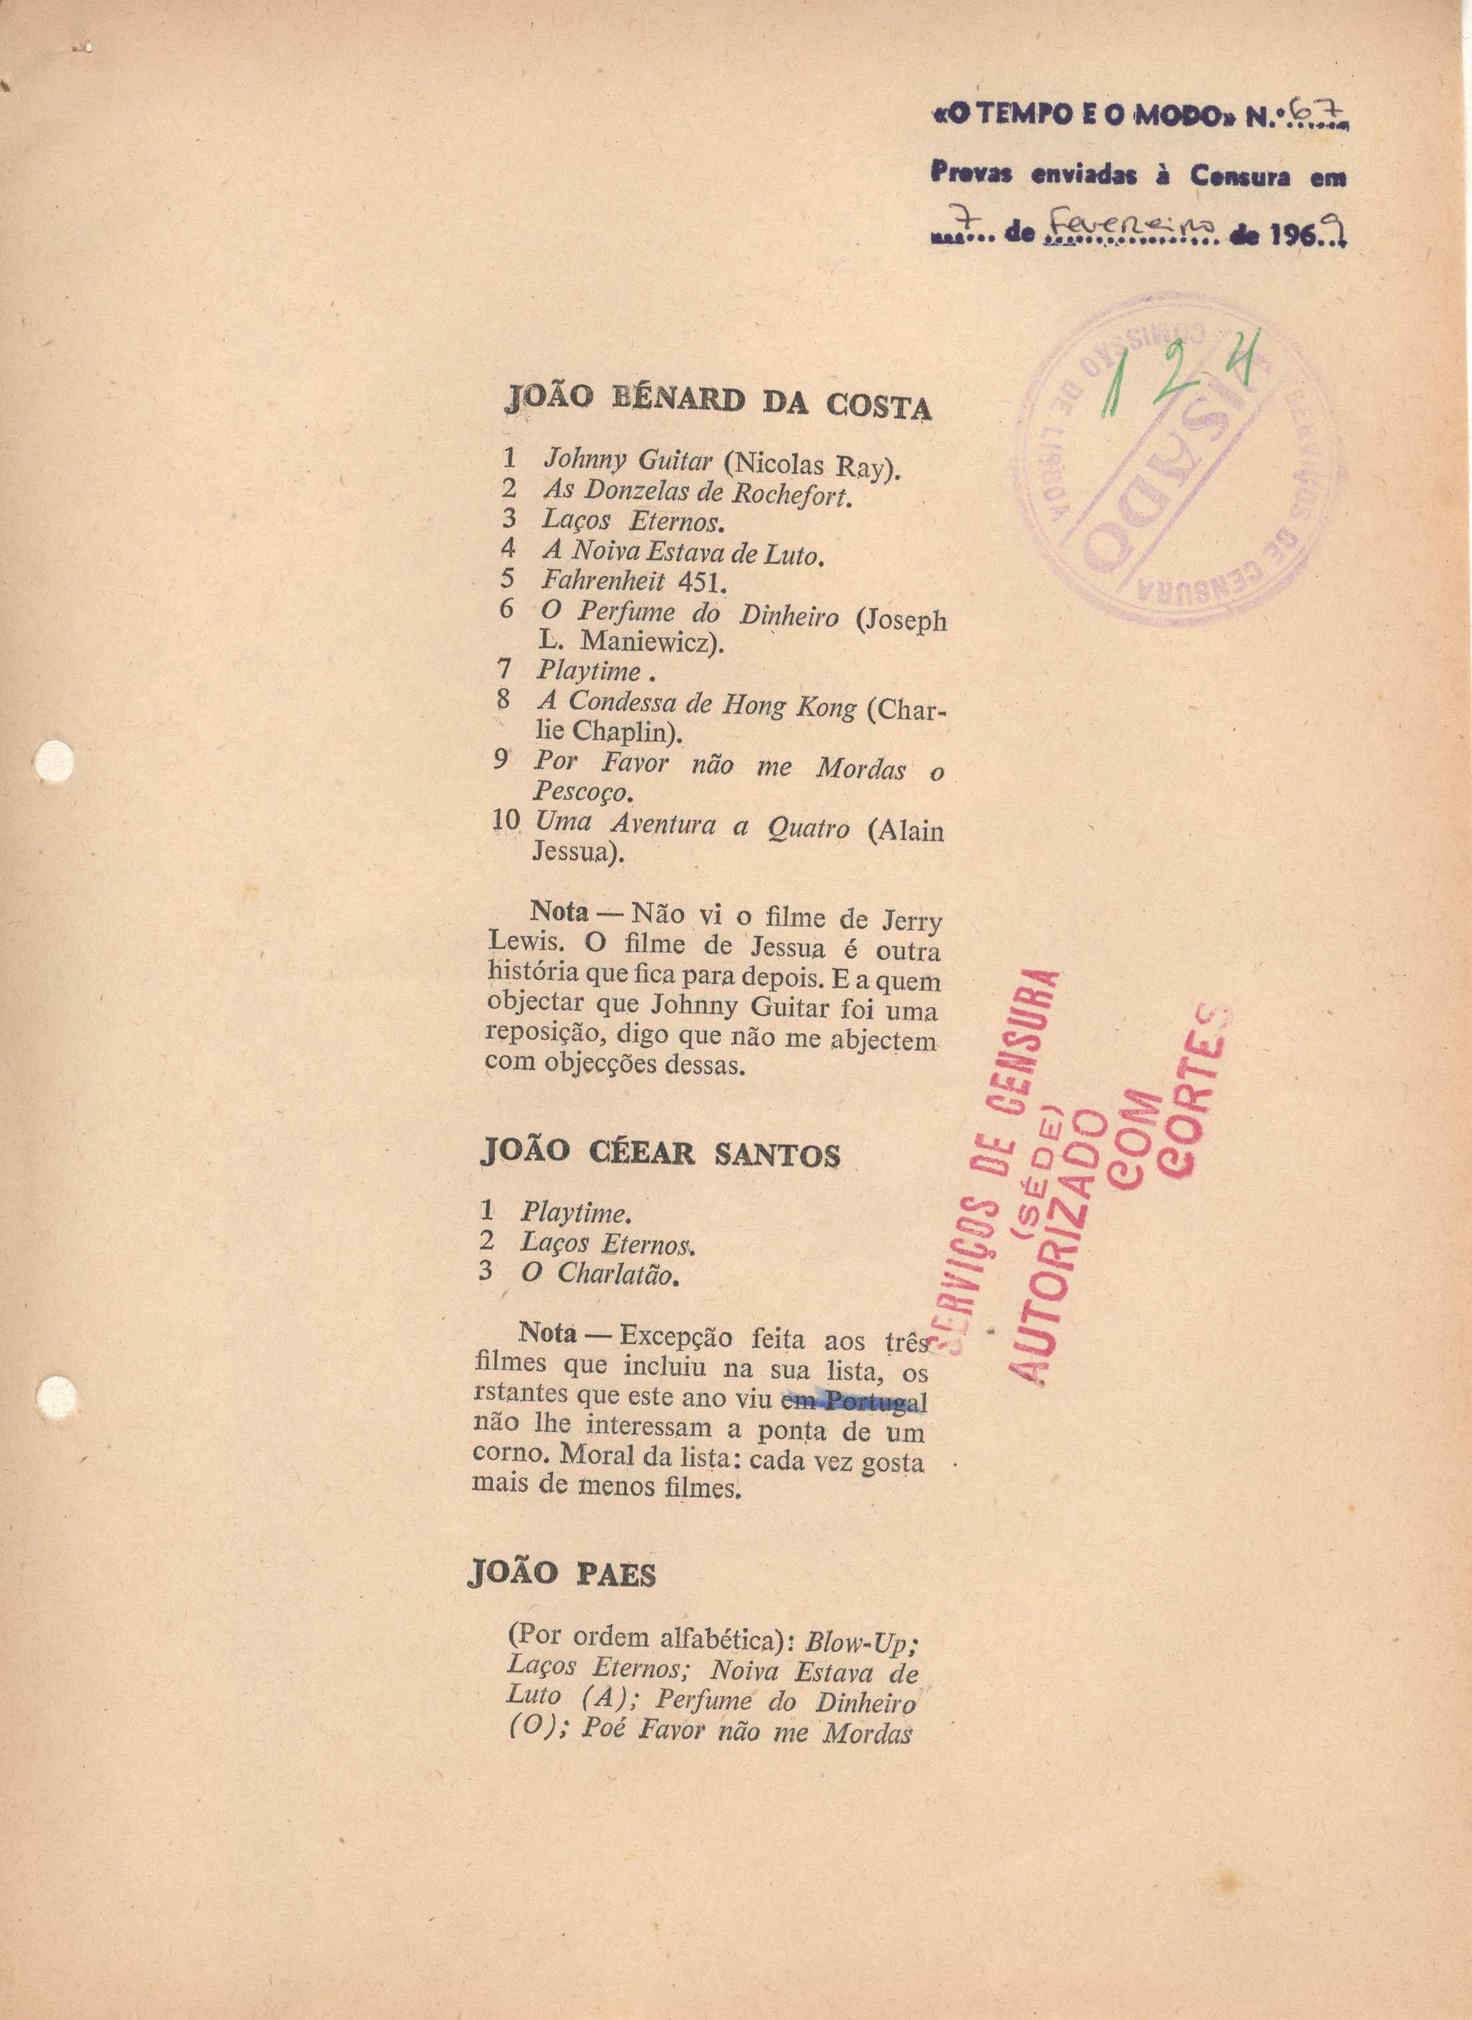 «O TEMPO E O MODO» N.º 67
Provas enviadas à Censura em
7 de Fevereiro de 1969
COMISSÃO DE LISBOA
SERVIÇOS DE CENSURA
VISADO
124
JOÃO BÉNARD DA COSTA
1 Johnny Guitar (Nicolas Ray).
2 As Donzelas de Rochefort.
3 Laços Eternos.
4 A Noiva Estava de Luto.
5 Fahrenheit 451.
6 O Perfume do Dinheiro (Joseph
L. Maniewicz).
7 Playtime .
8 A Condessa de Hong Kong (Char-
lie Chaplin).
9 Por Favor não me Mordas o
Pescoço.
10 Uma Aventura a Quatro (Alain
Jessua).
Nota — Não vi o filme de Jerry
Lewis. O filme de Jessua é outra
história que fica para depois. E a quem
objectar que Johnny Guitar foi uma
reposição, digo que não me abjectem
com objecções dessas.
SERVIÇOS DE CENSURA
(SÉDE)
AUTORIZADO
COM
CORTES
JOÃO CÉEAR SANTOS
1 Playtime.
2 Laços Eternos.
3 O Charlatão.
Nota — Excepção feita aos três
filmes que incluiu na sua lista, os
rstantes que este ano viu em Portugal
não lhe interessam a ponta de um
corno. Moral da lista: cada vez gosta
mais de menos filmes.
JOÃO PAES
(Por ordem alfabética): Blow-Up;
Laços Eternos; Noiva Estava de
Luto (A); Perfume do Dinheiro
(O); Poé Favor não me Mordas